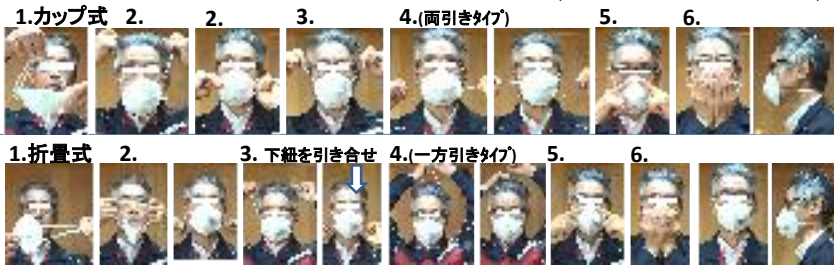 1.カップ式 2. 2. 3. 4.(両引きタイプ) 5. 6.
1.折畳式 2. 3. 下紐を引き合せ 4.(一方引きタイプ) 5. 6.